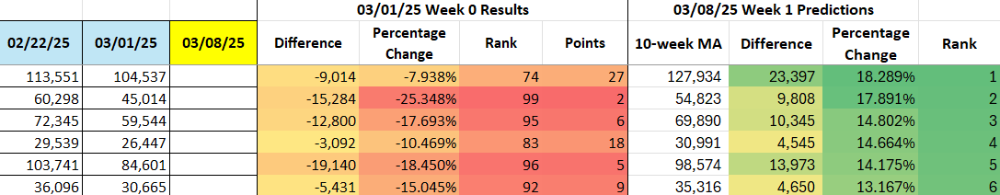 03/01/25 Week 0 Results 03/08/25 Week 1 Predictions
02/22/25 03/01/25 03/08/25 Difference Percentage Change Rank Points 10-week MA Difference Percentage Change Rank
113,551 104,537 -9,014 -7.938% 74 27 127,934 23,397 18.289% 1
60,298 45,014 -15,284 -25.348% 99 2 54,823 9,808 17.891% 2
72,345 59,544 -12,800 -17.693% 95 6 69,890 10,345 14.802% 3
29,539 26,447 -3,092 -10.469% 83 18 30,991 4,545 14.664% 4
103,741 84,601 -19,140 -18.450% 96 5 98,574 13,973 14.175% 5
36,096 30,665 -5,431 -15.045% 92 9 35,316 4,650 13.167% 6